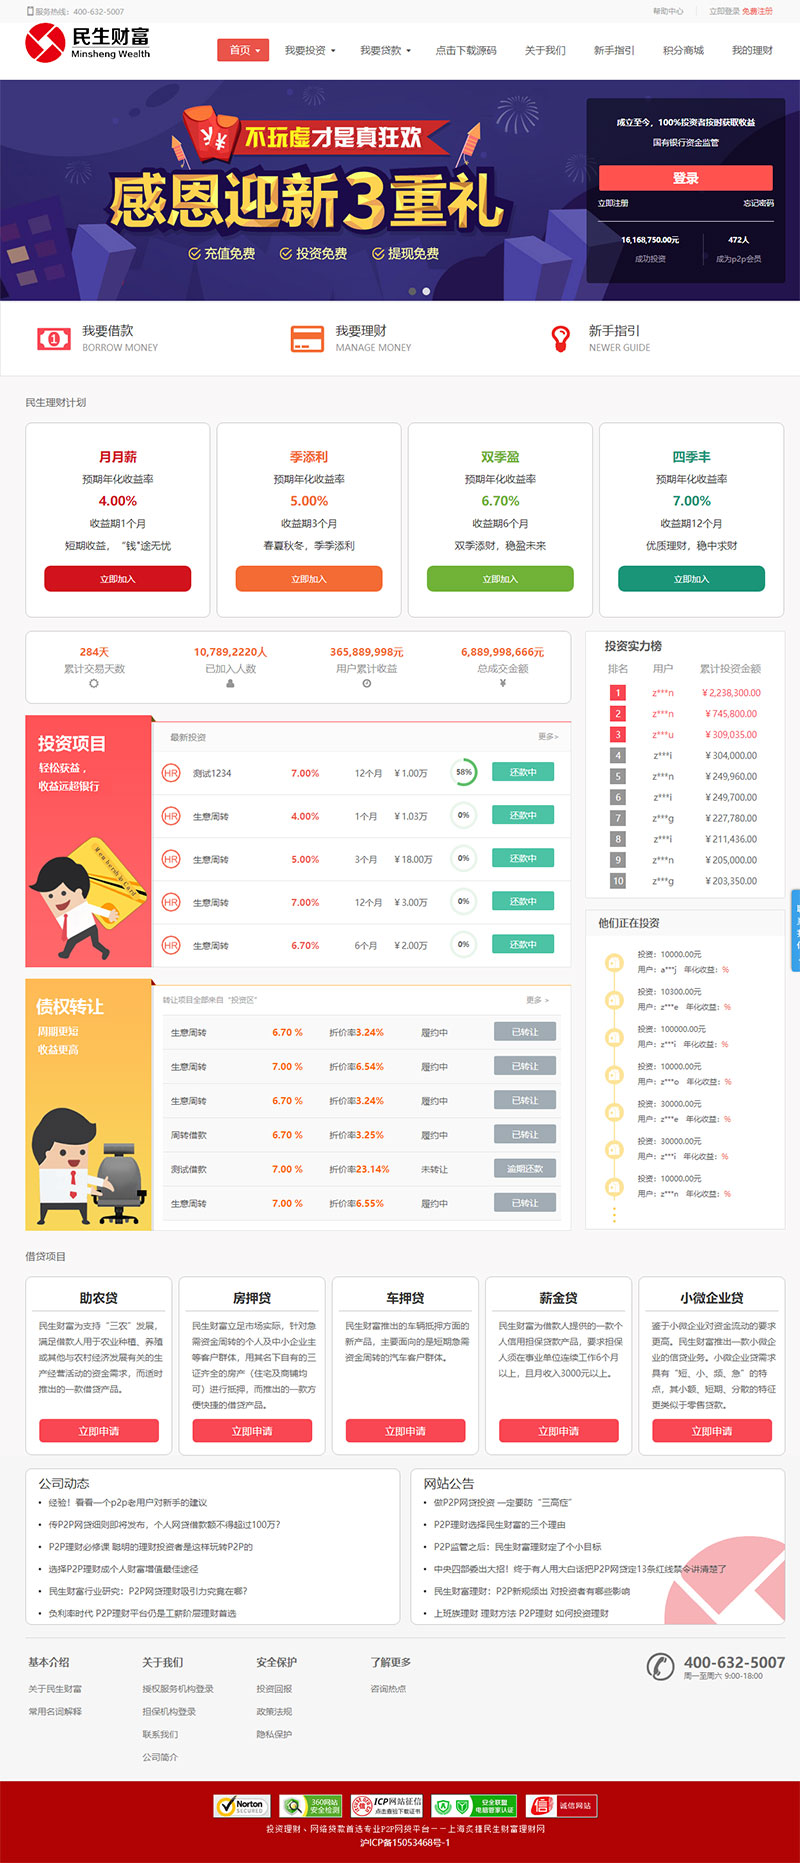 服务热线：400-632-5007
帮助中心 立即登录 免费注册
民生财富
Minsheng Wealth
首页 我要投资 我要贷款 点击下载源码 关于我们 新手指引 积分商城 我的理财
不玩虚才是真狂欢
感恩迎新3重礼
充值免费 投资免费 提现免费
成立至今，100%投资者按时获取收益
国有银行资金监管
登录
立即注册 忘记密码
16,168,750.00元 472人
成功投资 成为p2p会员
我要借款
BORROW MONEY
我要理财
MANAGE MONEY
新手指引
NEWER GUIDE
民生理财计划
月月薪
预期年化收益率
4.00%
收益期1个月
短期收益，“钱"途无忧
立即加入
季添利
预期年化收益率
5.00%
收益期3个月
春夏秋冬，季季添利
立即加入
双季盈
预期年化收益率
6.70%
收益期6个月
双季添财，稳盈未来
立即加入
四季丰
预期年化收益率
7.00%
收益期12个月
优质理财，稳中求财
立即加入
284天 10,789,2220人 365,889,998元 6,889,998,666元
累计交易天数 已加入人数 用户累计收益 总成交金额
投资实力榜
排名 用户 累计投资金额
1 z***n ￥2,238,300.00
2 z***n ￥745,800.00
3 z***u ￥309,035.00
4 z***i ￥304,000.00
5 z***n ￥249,960.00
6 z***i ￥249,700.00
7 z***g ￥227,780.00
8 z***i ￥211,436.00
9 z***n ￥205,000.00
10 z***g ￥203,350.00
投资项目
轻松获益，
收益远超银行
Membership Card
最新投资 更多>
HR 测试1234 7.00% 12个月 ￥1.00万 58% 还款中
HR 生意周转 4.00% 1个月 ￥1.03万 0% 还款中
HR 生意周转 5.00% 3个月 ￥18.00万 0% 还款中
HR 生意周转 7.00% 12个月 ￥3.00万 0% 还款中
HR 生意周转 6.70% 6个月 ￥2.00万 0% 还款中
他们正在投资
投资：10000.00元
用户：a***j 年化收益：%
投资：10300.00元
用户：z***e 年化收益：%
投资：100000.00元
用户：z***i 年化收益：%
投资：10000.00元
用户：z***o 年化收益：%
投资：30000.00元
用户：z***e 年化收益：%
投资：30000.00元
用户：z***i 年化收益：%
投资：10000.00元
用户：z***n 年化收益：%
债权转让
周期更短
收益更高
转让项目全部来自“投资区” 更多 >
生意周转 6.70 % 折价率3.24% 履约中 已转让
生意周转 7.00 % 折价率6.54% 履约中 已转让
生意周转 6.70 % 折价率3.24% 履约中 已转让
周转借款 6.70 % 折价率3.25% 履约中 已转让
测试借款 7.00 % 折价率23.14% 未转让 逾期还款
生意周转 7.00 % 折价率6.55% 履约中 已转让
借贷项目
助农贷
民生财富为支持“三农”发展，
满足借款人用于农业种植、养殖
或其他与农村经济发展有关的生
产经营活动的资金需求，而适时
推出的一款借贷产品。
立即申请
房押贷
民生财富立足市场实际，针对急
需资金周转的个人及中小企业主
等客户群体，用其名下自有的三
证齐全的房产（住宅及商铺均
可）进行抵押，而推出的一款方
便快捷的借贷产品。
立即申请
车押贷
民生财富推出的车辆抵押方面的
新产品，主要面向的是短期急需
资金周转的汽车客户群体。
立即申请
薪金贷
民生财富为借款人提供的一款个
人信用担保贷款产品，要求担保
人须在事业单位连续工作6个月
以上，且月收入3000元以上。
立即申请
小微企业贷
鉴于小微企业对资金流动的要求
更高。民生财富推出一款小微企
业的信贷业务。小微企业贷需求
具有“短、小、频、急”的特
点，其小额、短期、分散的特征
更类似于零售贷款。
立即申请
公司动态
经验！看看一个p2p老用户对新手的建议
传P2P网贷细则即将发布，个人网贷借款额不得超过100万？
P2P理财必修课 聪明的理财投资者是这样玩转P2P的
选择P2P理财成个人财富增值最佳途径
民生财富行业研究：P2P网贷理财吸引力究竟在哪？
负利率时代 P2P理财平台仍是工薪阶层理财首选
网站公告
做P2P网贷投资 一定要防“三高症”
P2P理财选择民生财富的三个理由
P2P监管之后：民生财富理财定了个小目标
中央四部委出大招！终于有人用大白话把P2P网贷定13条红线禁令讲清楚了
民生财富理财：P2P新规频出 对投资者有哪些影响
上班族理财 理财方法 P2P理财 如何投资理财
基本介绍
关于民生财富
常用名词解释
关于我们
授权服务机构登录
担保机构登录
联系我们
公司简介
安全保护
投资回报
政策法规
隐私保护
了解更多
咨询热点
400-632-5007
周一至周六 9:00-18:00
Norton SECURED
360网站安全检测
ICP网站征信 点击查验下载证书
安全联盟 电脑管家认证
诚信网站
投资理财、网络贷款首选专业P2P网贷平台——上海炙捷民生财富理财网
沪ICP备15053468号-1